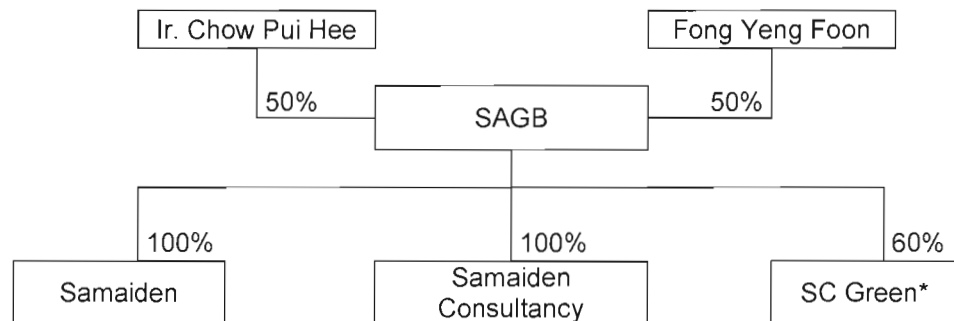 Ir. Chow Pui Hee
Fong Yeng Foon
50%
50%
SAGB
100%
100%
60%
Samaiden
Samaiden
Consultancy
SC Green*